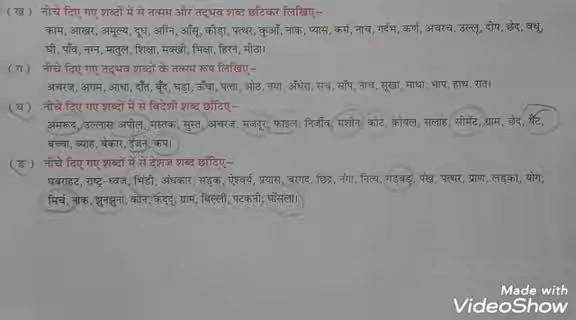 ( ख ) नीचे दिए गए शब्दों में से तत्सम और तद्भव शब्द छाँटकर लिखिए–
काम, आखर, अमूल्य, दूध, अग्नि, आँसू, कीड़ा, पत्थर, कुआँ, नाक, प्यास, कर्म, नाच, गर्दभ, कर्ण, अचरच, उल्लू, दीप, छेद, वधू,
घी, पाँव, नग्न, मातुल, शिक्षा, मक्खी, भिक्षा, हिरन, मीठा।
( ग ) नीचे दिए गए तद्भव शब्दों के तत्सम रूप लिखिए–
अचरज, अगम, आधा, दाँत, बूँद, घड़ा, ऊँचा, पत्ता, ओठ, नया, अँधेरा, सच, साँप, नाच, सूखा, माथा, भाप, हाथ, रात।
( घ ) नीचे दिए गए शब्दों में से विदेशी शब्द छाँटिए–
अमरूद, उल्लास, अपील, मस्तक, सुस्त, अचरज, मजदूर, फाइल, निर्जीव, मशीन, कोट, कोयल, सलाह, सीमेंट, ग्राम, छेद, पैंट,
बच्चा, ब्याह, बेकार, इंजन, कप।
( ङ ) नीचे दिए गए शब्दों में से देशज शब्द छाँटिए–
घबराहट, राष्ट्र-ध्वज, भिंडी, अंधकार, सड़क, ऐश्वर्य, प्रयास, बरगद, छिद्र, नंगा, नित्य, गड़बड़, पंख, पत्थर, प्राण, लड़का, योग,
मिर्च, नोक, झुनझुना, कान, कद्दू, ग्राम, बिल्ली, पटकनी, घोंसला।
Made with
VideoShow